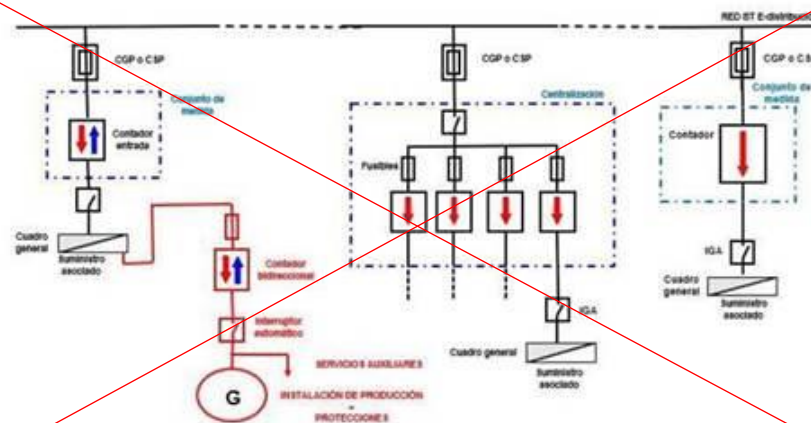 RED BT E-distribució
CGP o CSP
CGP o CSP
CGP o CS
Conjunto de
medida
Centralización
Conjunto de
medida
Contador
entrada
Fusibles
Contador
Cuadro
general
Suministro
asociado
Contador
bidireccional
Interruptor
automático
IGA
Cuadro
general
Suministro
asociado
IGA
Cuadro general
Suministro
asociado
SERVICIOS AUXILIARES
G
INSTALACIÓN DE PRODUCCIÓN
PROTECCIONES